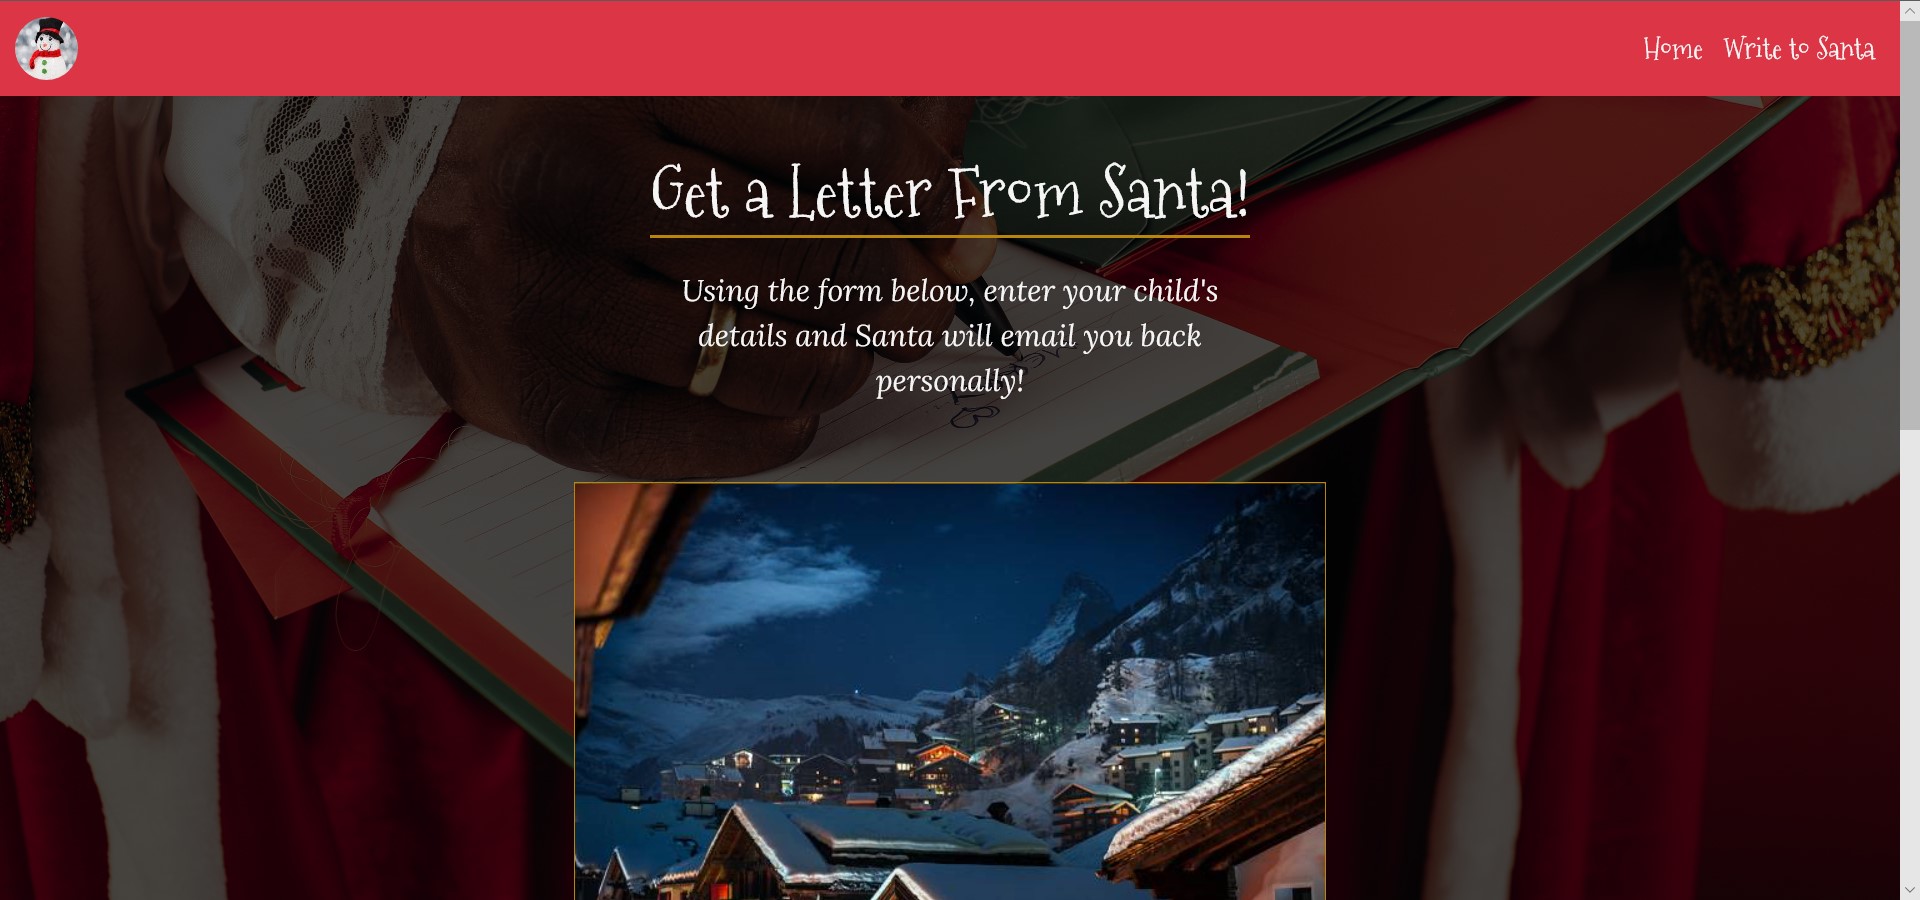 Home Write to Santa
Get a Letter From Santa!
Using the form below, enter your child's
details and Santa will email you back
personally!